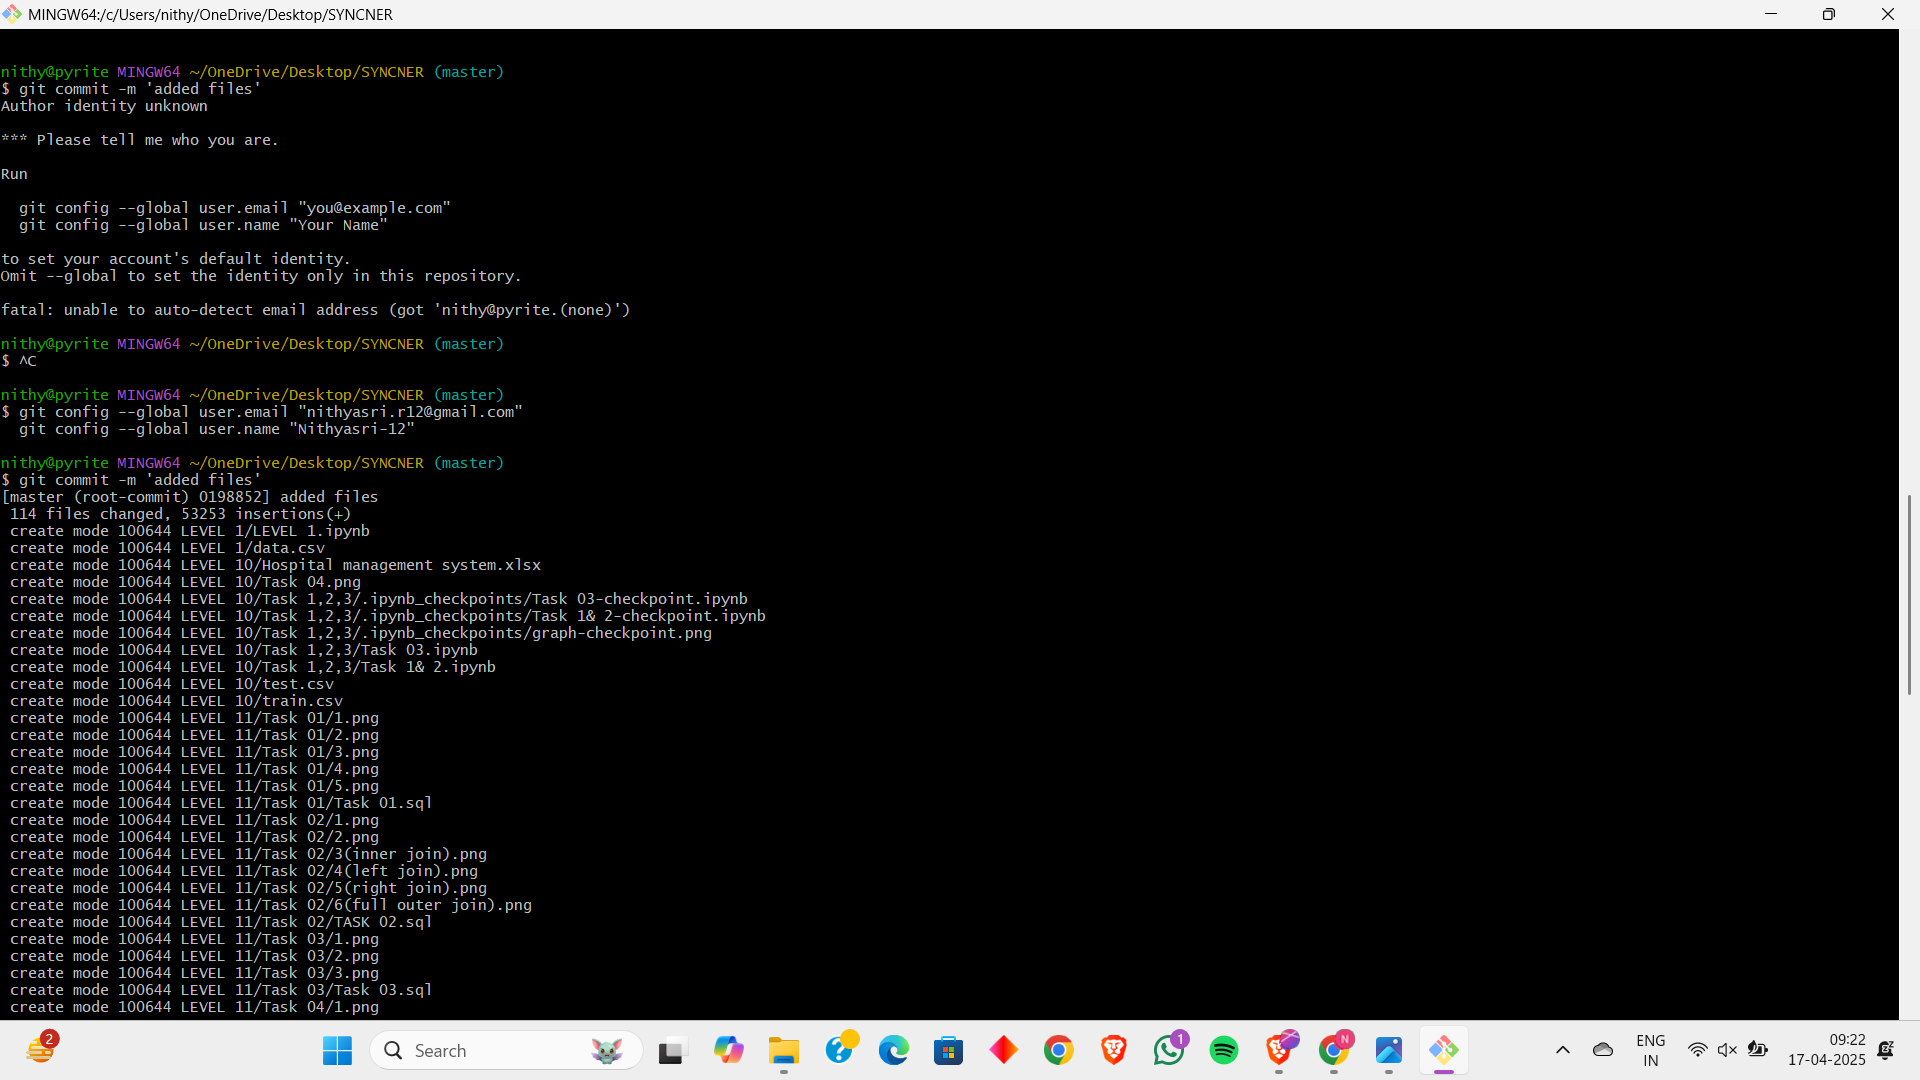 MINGW64:/c/Users/nithy/OneDrive/Desktop/SYNCNER
nithy@pyrite MINGW64 ~/OneDrive/Desktop/SYNCNER (master)
$ git commit -m 'added files'
Author identity unknown
*** Please tell me who you are.
Run
  git config --global user.email "you@example.com"
  git config --global user.name "Your Name"
to set your account's default identity.
Omit --global to set the identity only in this repository.
fatal: unable to auto-detect email address (got 'nithy@pyrite.(none)')
nithy@pyrite MINGW64 ~/OneDrive/Desktop/SYNCNER (master)
$ ^C
nithy@pyrite MINGW64 ~/OneDrive/Desktop/SYNCNER (master)
$ git config --global user.email "nithyasri.r12@gmail.com"
  git config --global user.name "Nithyasri-12"
nithy@pyrite MINGW64 ~/OneDrive/Desktop/SYNCNER (master)
$ git commit -m 'added files'
[master (root-commit) 0198852] added files
 114 files changed, 53253 insertions(+)
 create mode 100644 LEVEL 1/LEVEL 1.ipynb
 create mode 100644 LEVEL 1/data.csv
 create mode 100644 LEVEL 10/Hospital management system.xlsx
 create mode 100644 LEVEL 10/Task 04.png
 create mode 100644 LEVEL 10/Task 1,2,3/.ipynb_checkpoints/Task 03-checkpoint.ipynb
 create mode 100644 LEVEL 10/Task 1,2,3/.ipynb_checkpoints/Task 1& 2-checkpoint.ipynb
 create mode 100644 LEVEL 10/Task 1,2,3/.ipynb_checkpoints/graph-checkpoint.png
 create mode 100644 LEVEL 10/Task 1,2,3/Task 03.ipynb
 create mode 100644 LEVEL 10/Task 1,2,3/Task 1& 2.ipynb
 create mode 100644 LEVEL 10/test.csv
 create mode 100644 LEVEL 10/train.csv
 create mode 100644 LEVEL 11/Task 01/1.png
 create mode 100644 LEVEL 11/Task 01/2.png
 create mode 100644 LEVEL 11/Task 01/3.png
 create mode 100644 LEVEL 11/Task 01/4.png
 create mode 100644 LEVEL 11/Task 01/5.png
 create mode 100644 LEVEL 11/Task 01/Task 01.sql
 create mode 100644 LEVEL 11/Task 02/1.png
 create mode 100644 LEVEL 11/Task 02/2.png
 create mode 100644 LEVEL 11/Task 02/3(inner join).png
 create mode 100644 LEVEL 11/Task 02/4(left join).png
 create mode 100644 LEVEL 11/Task 02/5(right join).png
 create mode 100644 LEVEL 11/Task 02/6(full outer join).png
 create mode 100644 LEVEL 11/Task 02/TASK 02.sql
 create mode 100644 LEVEL 11/Task 03/1.png
 create mode 100644 LEVEL 11/Task 03/2.png
 create mode 100644 LEVEL 11/Task 03/3.png
 create mode 100644 LEVEL 11/Task 03/Task 03.sql
 create mode 100644 LEVEL 11/Task 04/1.png
2
Search
1
N
ENG
IN
09:22
17-04-2025